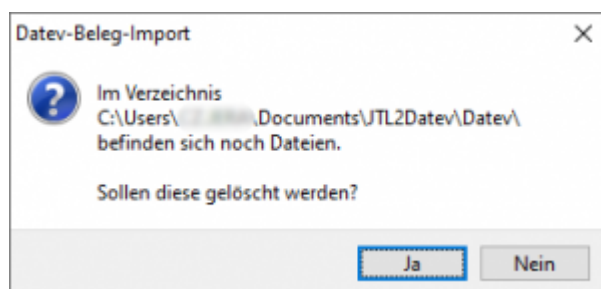 Datev-Beleg-Import
Im Verzeichnis
C:\Users\ \Documents\JTL2Datev\Datev\
befinden sich noch Dateien.
Sollen diese gelöscht werden?
Ja
Nein